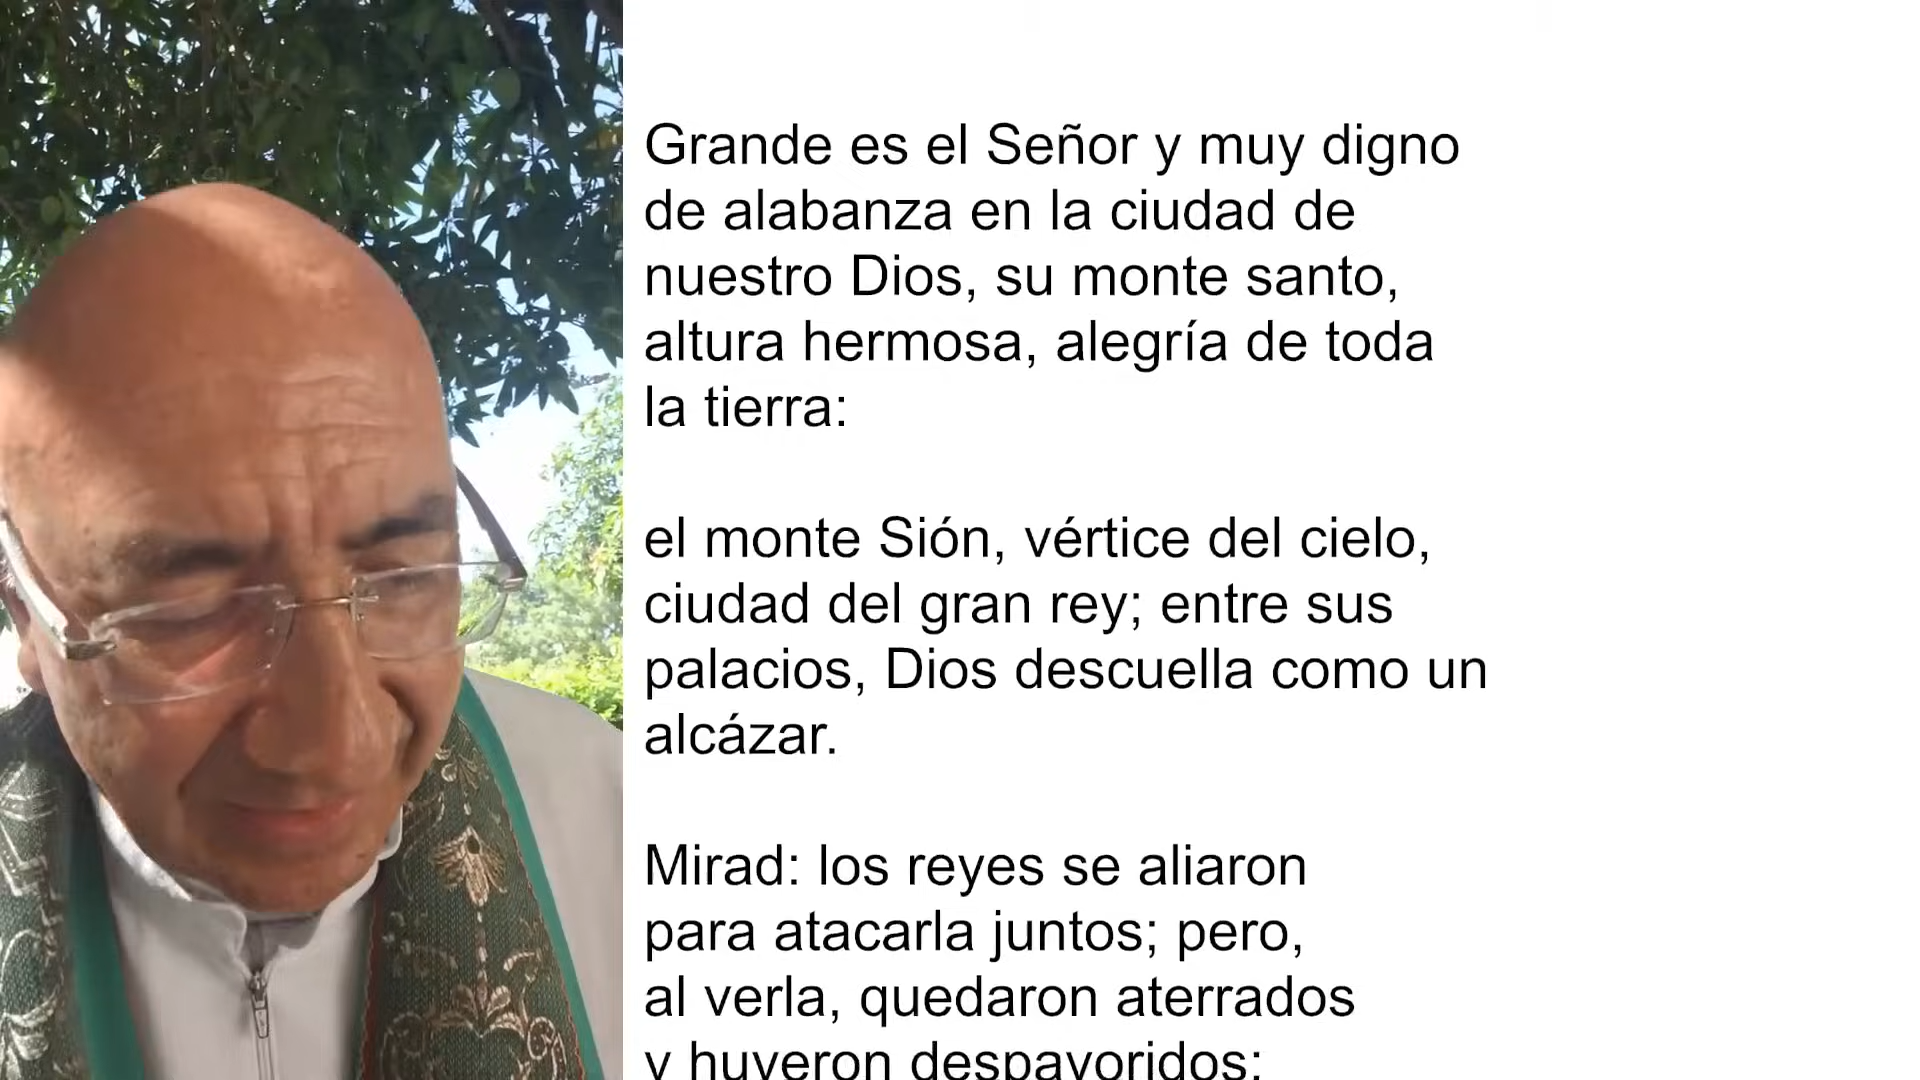 Grande es el Señor y muy digno
de alabanza en la ciudad de
nuestro Dios, su monte santo,
altura hermosa, alegría de toda
la tierra:
el monte Sión, vértice del cielo,
ciudad del gran rey; entre sus
palacios, Dios descuella como un
alcázar.
Mirad: los reyes se aliaron
para atacarla juntos; pero,
al verla, quedaron aterrados
y huyeron despavoridos;